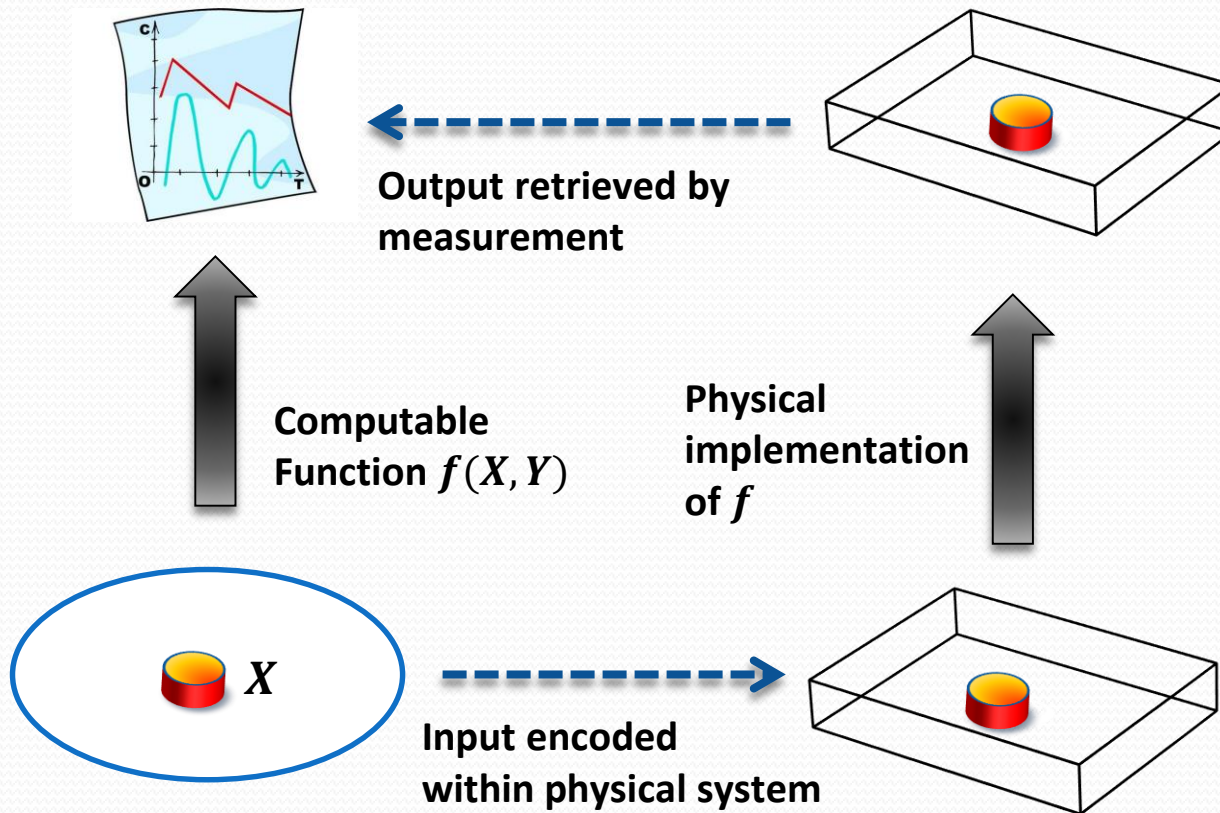 C
O
T
Output retrieved by
measurement
Computable
Function f(X, Y)
Physical
implementation
of f
X
Input encoded
within physical system